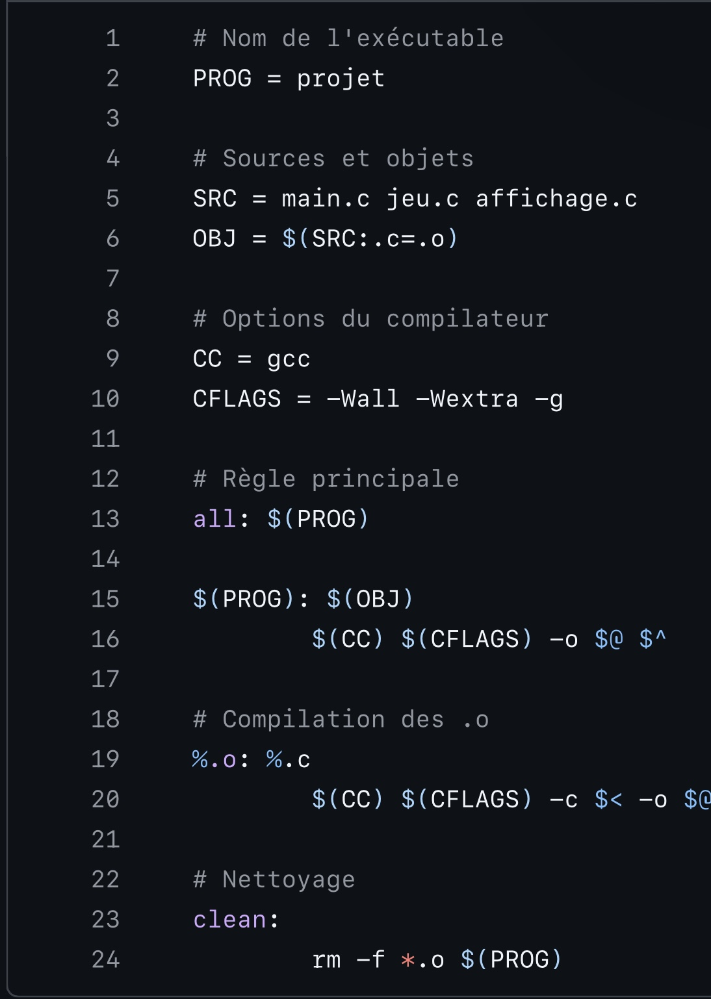 1 # Nom de l'exécutable
2 PROG = projet
3
4 # Sources et objets
5 SRC = main.c jeu.c affichage.c
6 OBJ = $(SRC:.c=.o)
7
8 # Options du compilateur
9 CC = gcc
10 CFLAGS = -Wall -Wextra -g
11
12 # Règle principale
13 all: $(PROG)
14
15 $(PROG): $(OBJ)
16 $(CC) $(CFLAGS) -o $@ $^
17
18 # Compilation des .o
19 %.o: %.c
20 $(CC) $(CFLAGS) -c $< -o $@
21
22 # Nettoyage
23 clean:
24 rm -f *.o $(PROG)